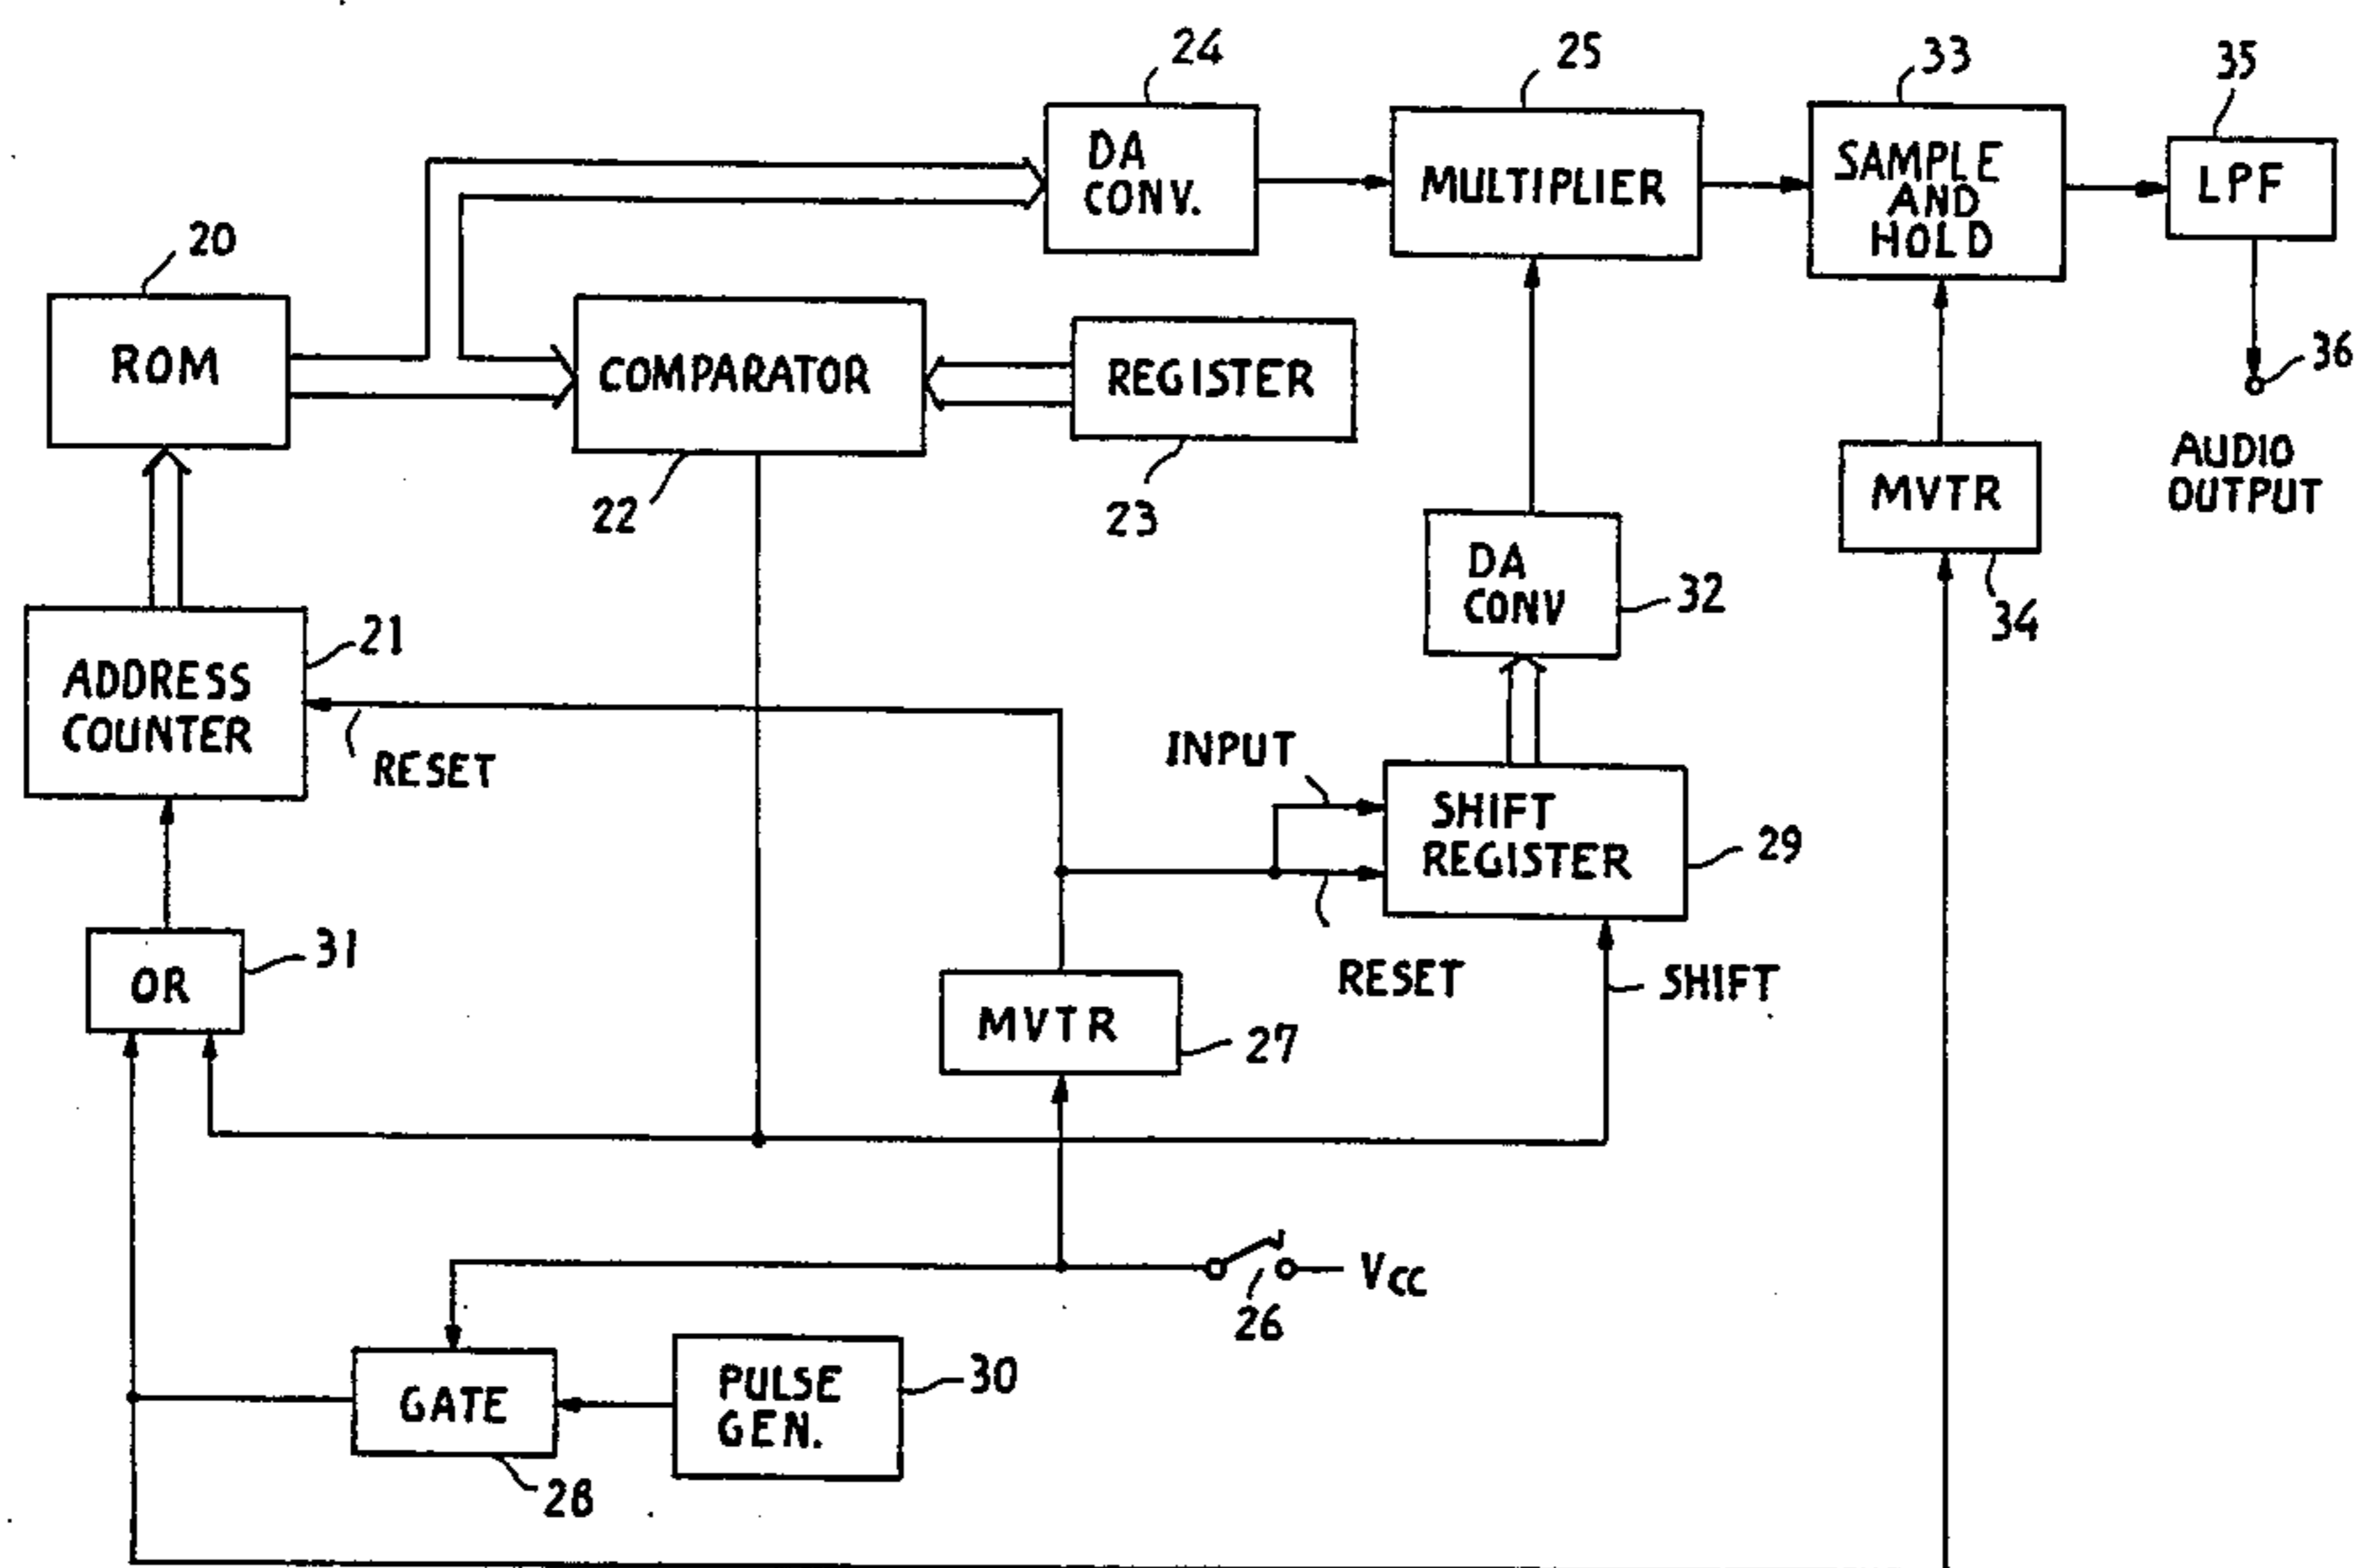 24
25
33
35
DA
CONV.
MULTIPLIER
SAMPLE
AND
HOLD
LPF
20
ROM
COMPARATOR
REGISTER
36
22
23
AUDIO
OUTPUT
MVTR
34
DA
CONV
32
21
ADDRESS
COUNTER
RESET
INPUT
SHIFT
REGISTER
29
31
OR
RESET
SHIFT
MVTR
27
VCC
26
GATE
28
PULSE
GEN.
30